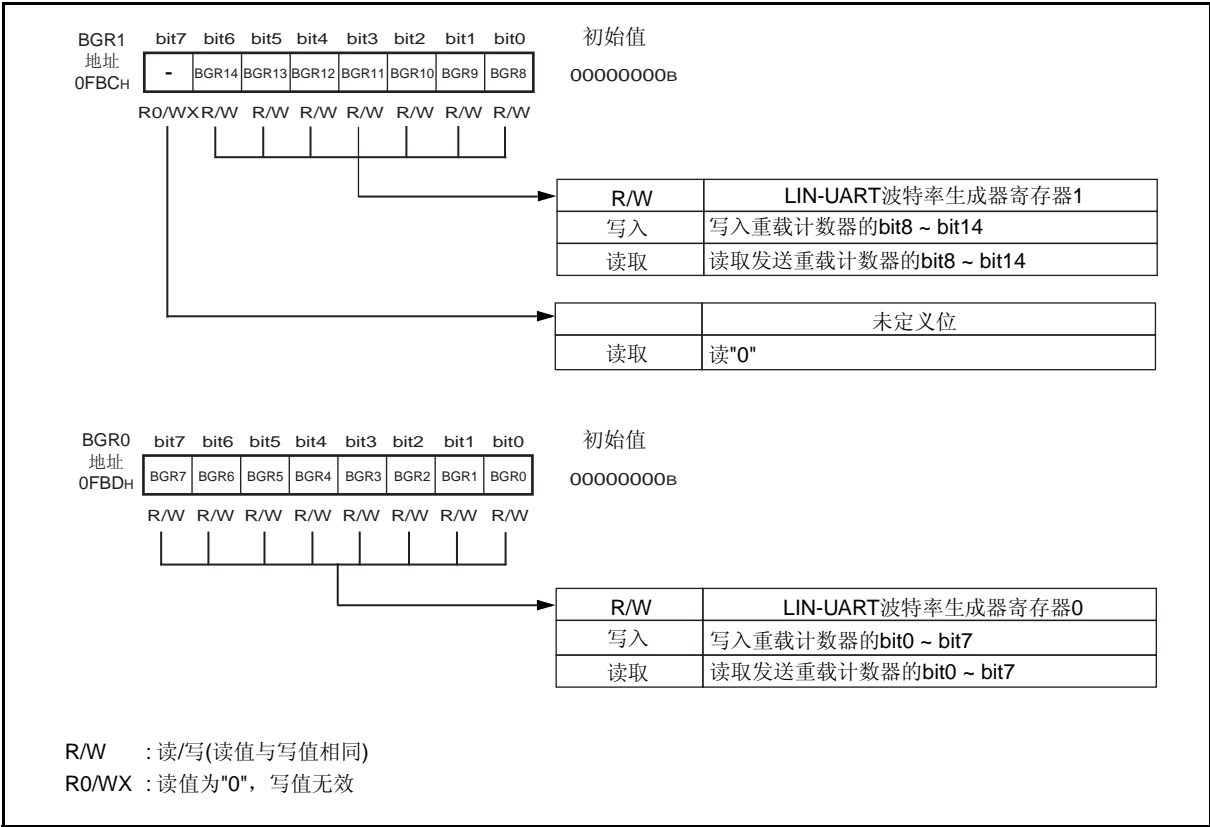 BGR1 bit7 bit6 bit5 bit4 bit3 bit2 bit1 bit0 初始值
地址
0FBCH - BGR14 BGR13 BGR12 BGR11 BGR10 BGR9 BGR8 00000000B
R0/WX R/W R/W R/W R/W R/W R/W R/W
R/W LIN-UART波特率生成器寄存器1
写入 写入重载计数器的bit8 ~ bit14
读取 读取发送重载计数器的bit8 ~ bit14
未定义位
读取 读"0"
BGR0 bit7 bit6 bit5 bit4 bit3 bit2 bit1 bit0 初始值
地址
0FBDH BGR7 BGR6 BGR5 BGR4 BGR3 BGR2 BGR1 BGR0 00000000B
R/W R/W R/W R/W R/W R/W R/W R/W
R/W LIN-UART波特率生成器寄存器0
写入 写入重载计数器的bit0 ~ bit7
读取 读取发送重载计数器的bit0 ~ bit7
R/W : 读/写(读值与写值相同)
R0/WX : 读值为"0"，写值无效